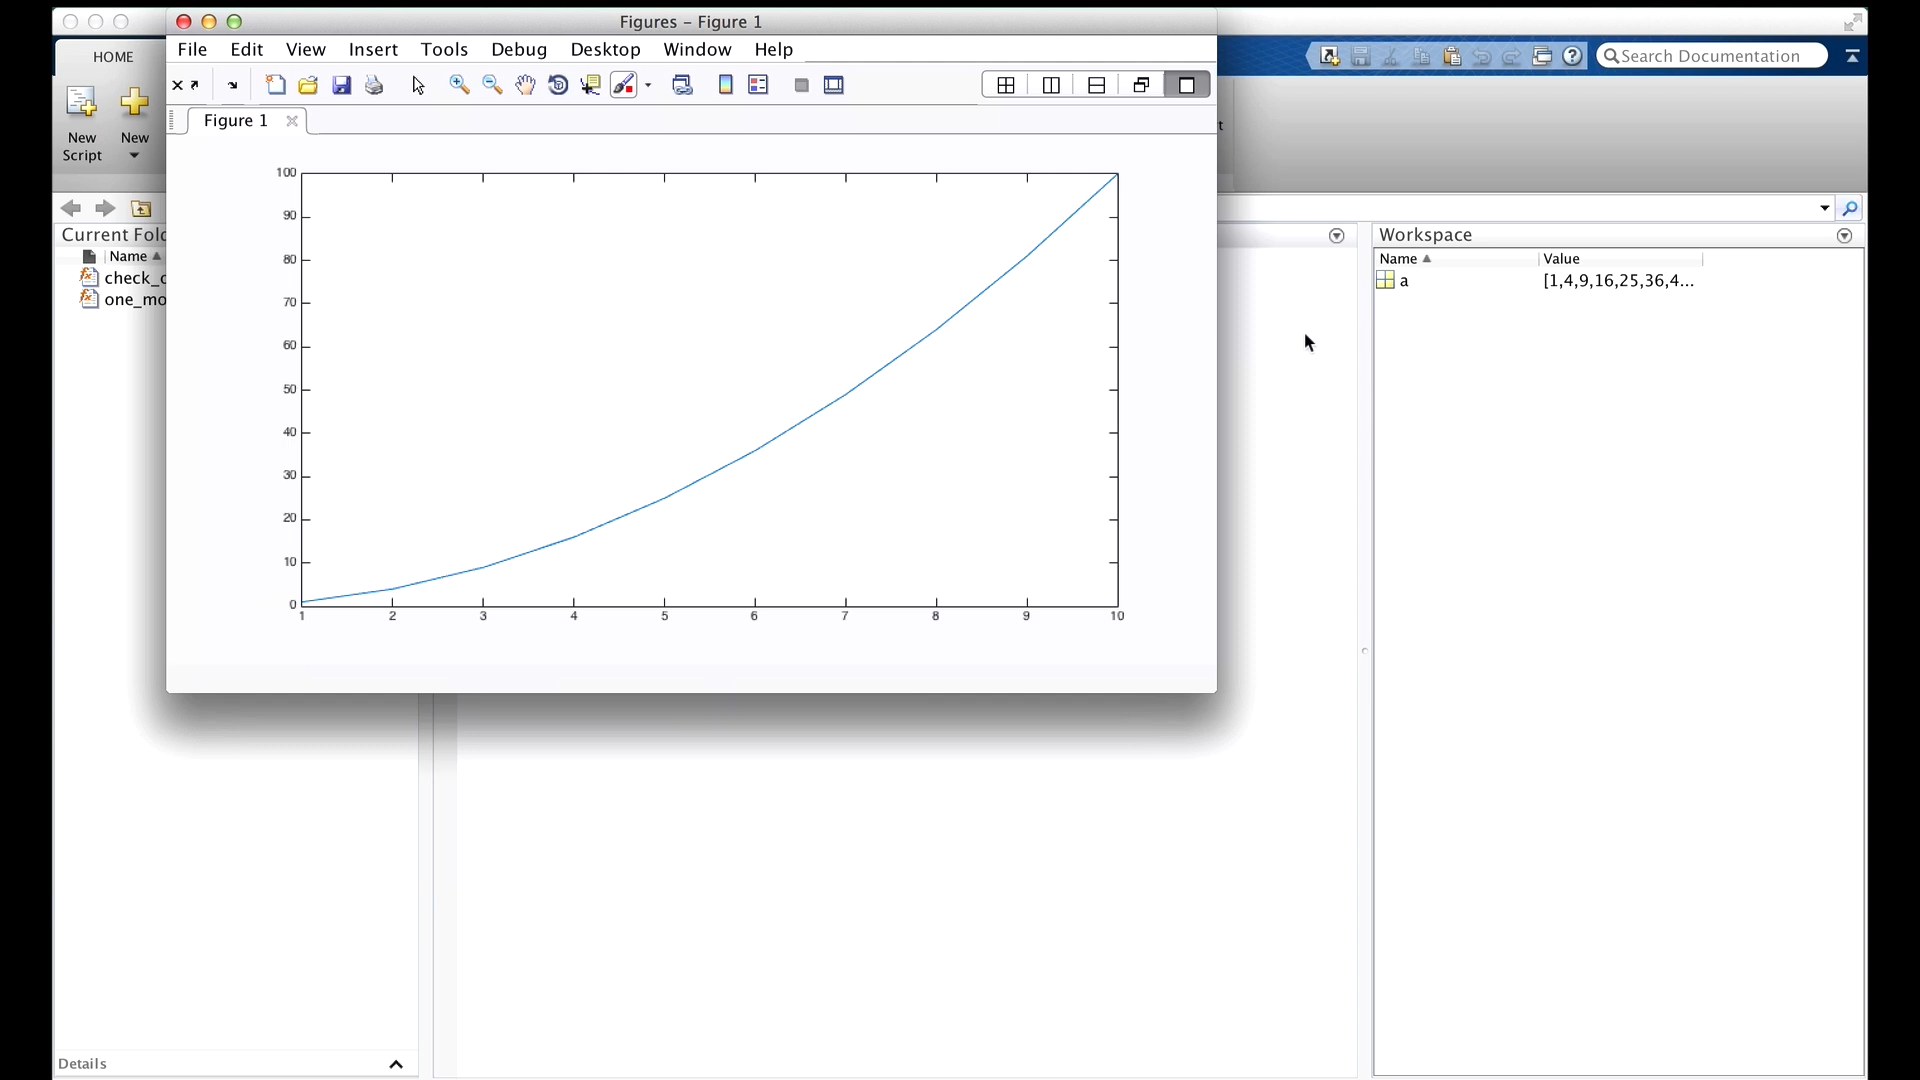 Figures – Figure 1
File Edit View Insert Tools Debug Desktop Window Help
HOME
Search Documentation
New Script
New
Figure 1
t
Current Fold
Name
check_c
one_mo
Workspace
Name Value
a [1,4,9,16,25,36,4...
100
90
80
70
60
50
40
30
20
10
0
1 2 3 4 5 6 7 8 9 10
Details